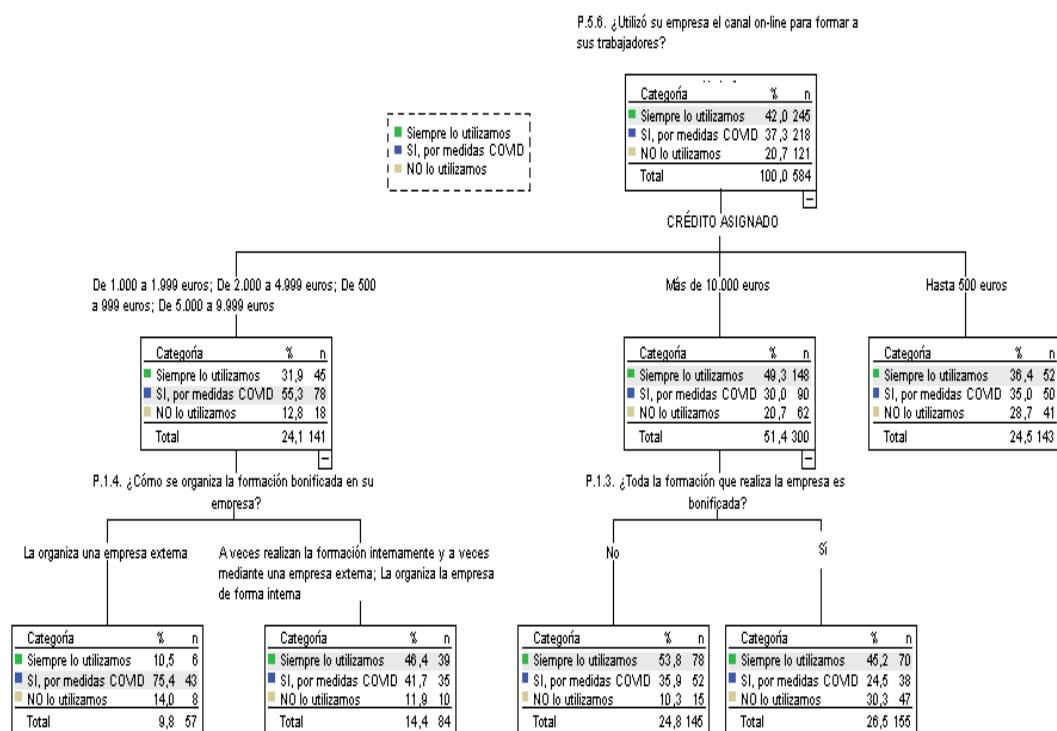 P.5.6. ¿Utilizó su empresa el canal on-line para formar a
sus trabajadores?
Categoría % n
Siempre lo utilizamos 42,0 245
SI, por medidas COVID 37,3 218
NO lo utilizamos 20,7 121
Total 100,0 584
Siempre lo utilizamos
SI, por medidas COVID
NO lo utilizamos
CRÉDITO ASIGNADO
De 1.000 a 1.999 euros; De 2.000 a 4.999 euros; De 500
a 999 euros; De 5.000 a 9.999 euros
Más de 10.000 euros
Hasta 500 euros
Categoría % n
Siempre lo utilizamos 31,9 45
SI, por medidas COVID 55,3 78
NO lo utilizamos 12,8 18
Total 24,1 141
Categoría % n
Siempre lo utilizamos 49,3 148
SI, por medidas COVID 30,0 90
NO lo utilizamos 20,7 62
Total 51,4 300
Categoría % n
Siempre lo utilizamos 36,4 52
SI, por medidas COVID 35,0 50
NO lo utilizamos 28,7 41
Total 24,5 143
P.1.4. ¿Cómo se organiza la formación bonificada en su
empresa?
P.1.3. ¿Toda la formación que realiza la empresa es
bonificada?
La organiza una empresa externa
A veces realizan la formación internamente y a veces
mediante una empresa externa; La organiza la empresa
de forma interna
No
Sí
Categoría % n
Siempre lo utilizamos 10,5 6
SI, por medidas COVID 75,4 43
NO lo utilizamos 14,0 8
Total 9,8 57
Categoría % n
Siempre lo utilizamos 46,4 39
SI, por medidas COVID 41,7 35
NO lo utilizamos 11,9 10
Total 14,4 84
Categoría % n
Siempre lo utilizamos 53,8 78
SI, por medidas COVID 35,9 52
NO lo utilizamos 10,3 15
Total 24,8 145
Categoría % n
Siempre lo utilizamos 45,2 70
SI, por medidas COVID 24,5 38
NO lo utilizamos 30,3 47
Total 26,5 155